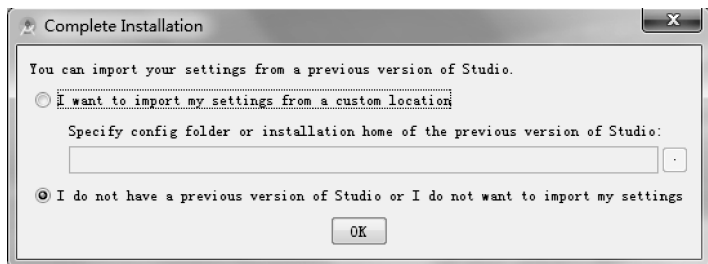 Complete Installation
You can import your settings from a previous version of Studio.
I want to import my settings from a custom location
Specify config folder or installation home of the previous version of Studio:
I do not have a previous version of Studio or I do not want to import my settings
OK